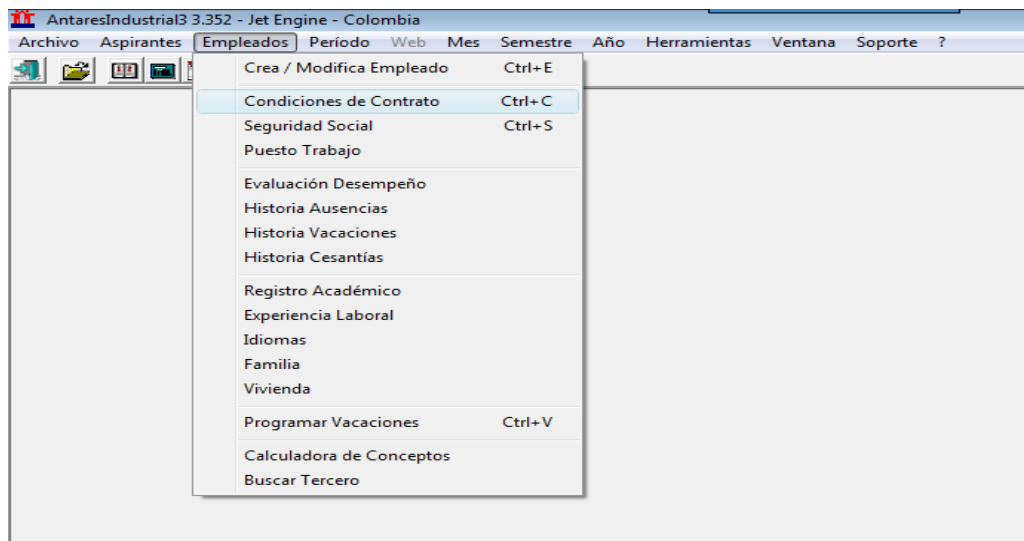 AntaresIndustrial3 3.352 - Jet Engine - Colombia
Archivo Aspirantes Empleados Período Web Mes Semestre Año Herramientas Ventana Soporte ?
Crea / Modifica Empleado Ctrl+E
Condiciones de Contrato Ctrl+C
Seguridad Social Ctrl+S
Puesto Trabajo
Evaluación Desempeño
Historia Ausencias
Historia Vacaciones
Historia Cesantías
Registro Académico
Experiencia Laboral
Idiomas
Familia
Vivienda
Programar Vacaciones Ctrl+V
Calculadora de Conceptos
Buscar Tercero